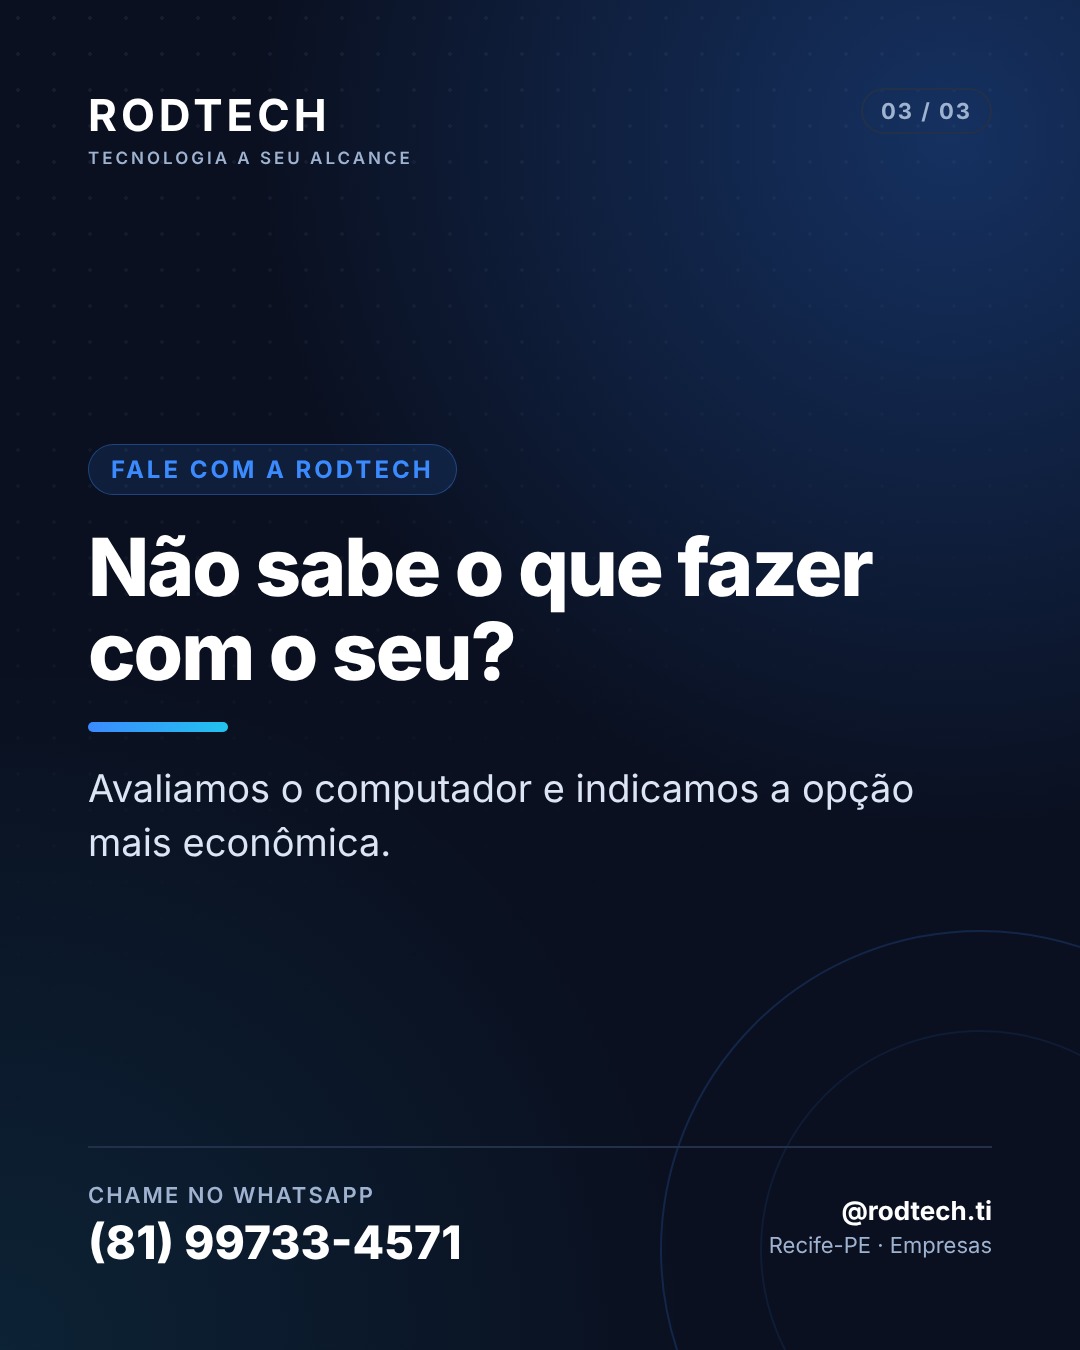 RODTECH
TECNOLOGIA A SEU ALCANCE
03 / 03
FALE COM A RODTECH
Não sabe o que fazer
com o seu?
Avaliamos o computador e indicamos a opção
mais econômica.
CHAME NO WHATSAPP
(81) 99733-4571
@rodtech.ti
Recife-PE · Empresas